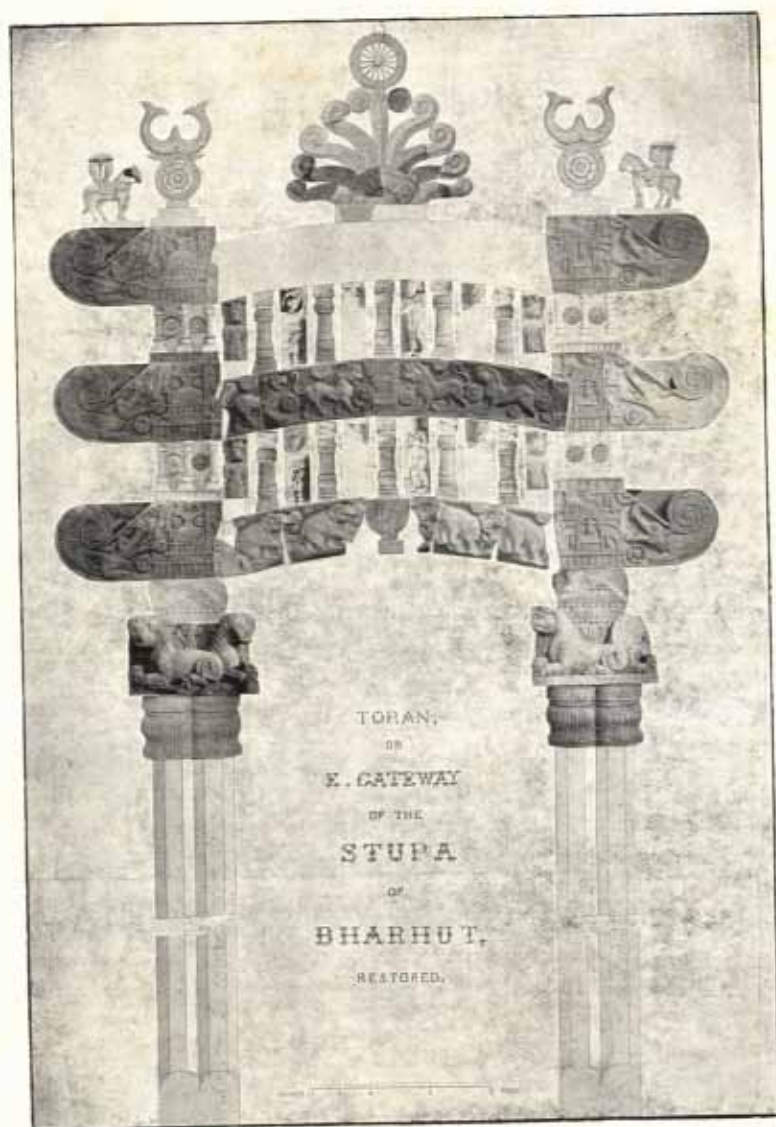 TORAN;
OR
E. GATEWAY
OF THE
STUPA
OF
BHARHUT,
RESTORED.